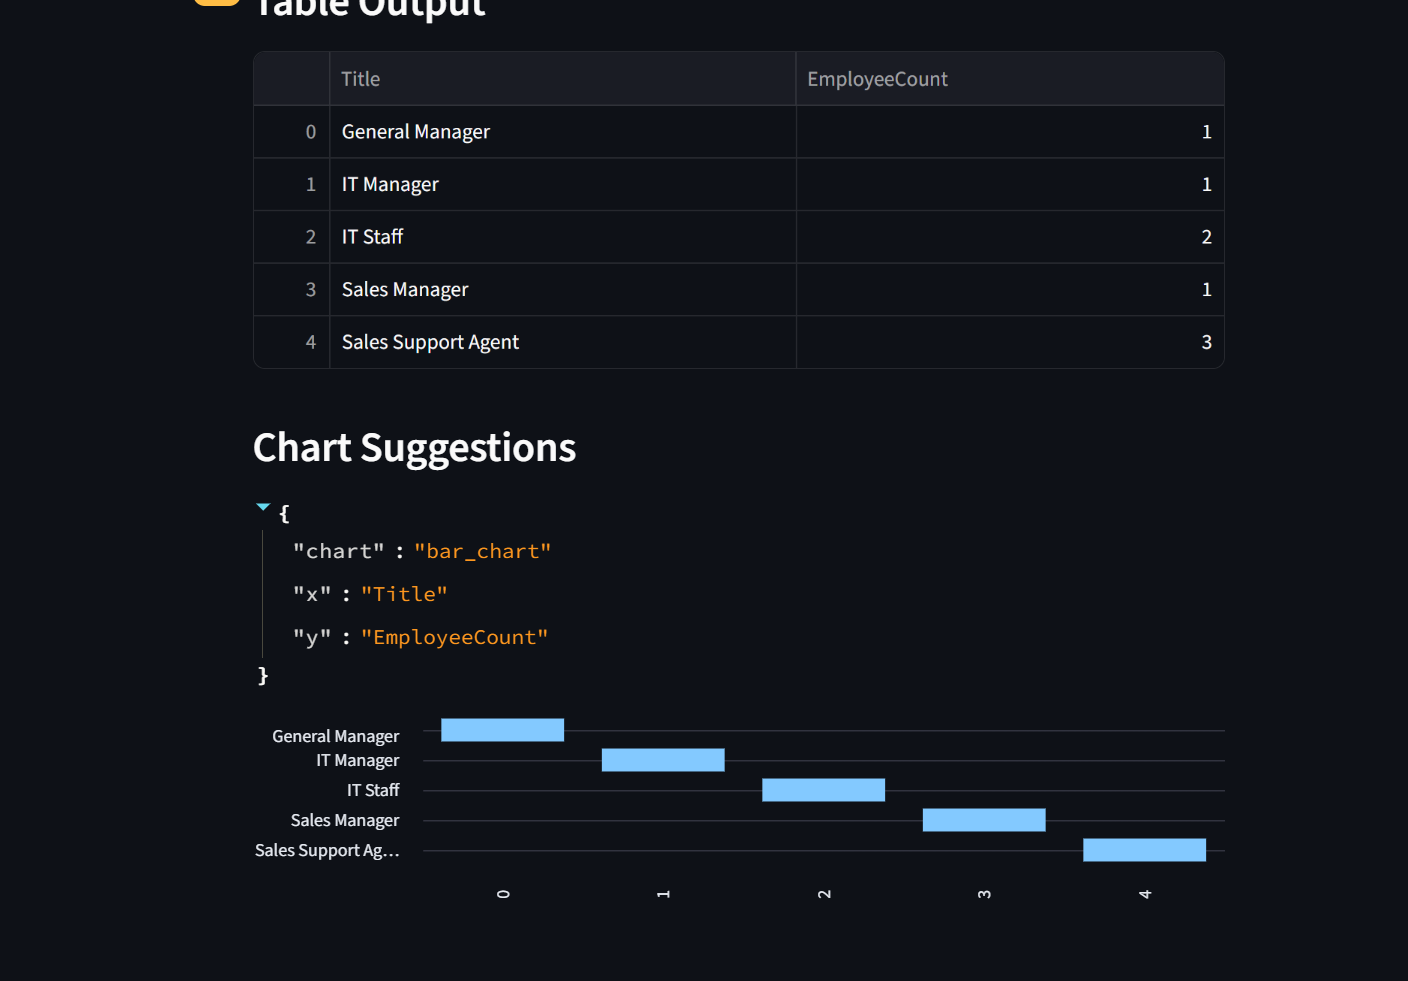 Table Output
Title EmployeeCount
0 General Manager 1
1 IT Manager 1
2 IT Staff 2
3 Sales Manager 1
4 Sales Support Agent 3
Chart Suggestions
{
"chart" : "bar_chart"
"x" : "Title"
"y" : "EmployeeCount"
}
General Manager
IT Manager
IT Staff
Sales Manager
Sales Support Ag…
0 1 2 3 4